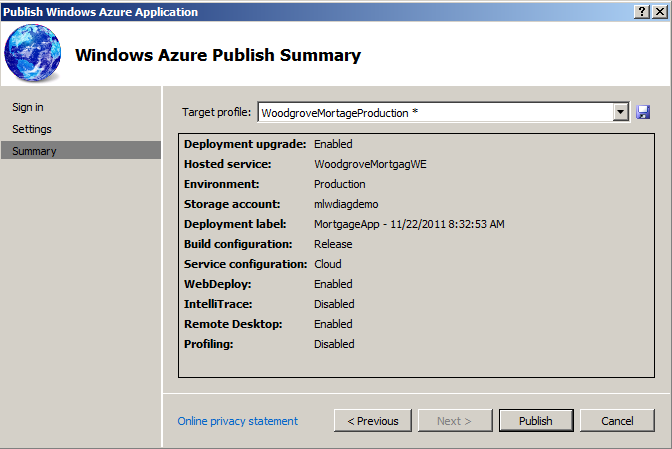 Publish Windows Azure Application
Windows Azure Publish Summary
Sign in
Settings
Summary
Target profile: WoodgroveMortageProduction *
Deployment upgrade: Enabled
Hosted service: WoodgroveMortgagWE
Environment: Production
Storage account: mlwdiagdemo
Deployment label: MortgageApp - 11/22/2011 8:32:53 AM
Build configuration: Release
Service configuration: Cloud
WebDeploy: Enabled
IntelliTrace: Disabled
Remote Desktop: Enabled
Profiling: Disabled
Online privacy statement < Previous Next > Publish Cancel